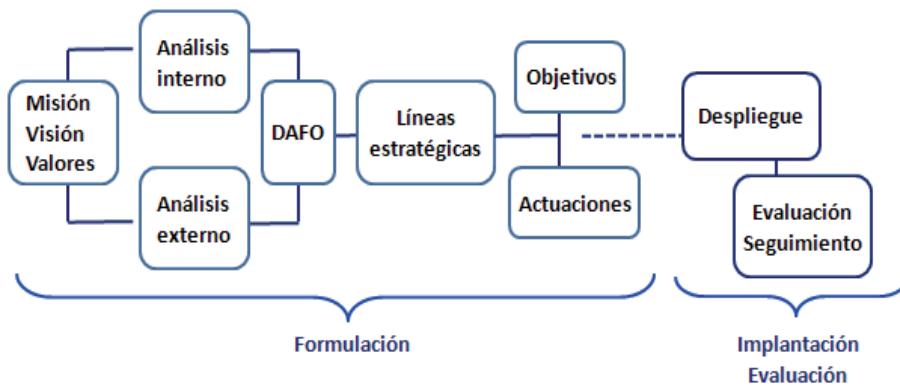 Misión
Visión
Valores
Análisis
interno
Análisis
externo
DAFO
Líneas
estratégicas
Objetivos
Actuaciones
Despliegue
Evaluación
Seguimiento
Formulación
Implantación
Evaluación